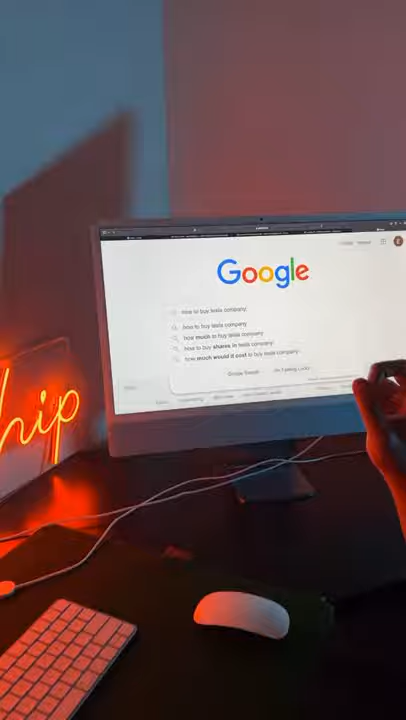 Google
how to buy tesla company
how to buy tesla company
how much to buy tesla company
how to buy shares in tesla company
how much would it cost to buy tesla company
Google Search
I'm Feeling Lucky
hip